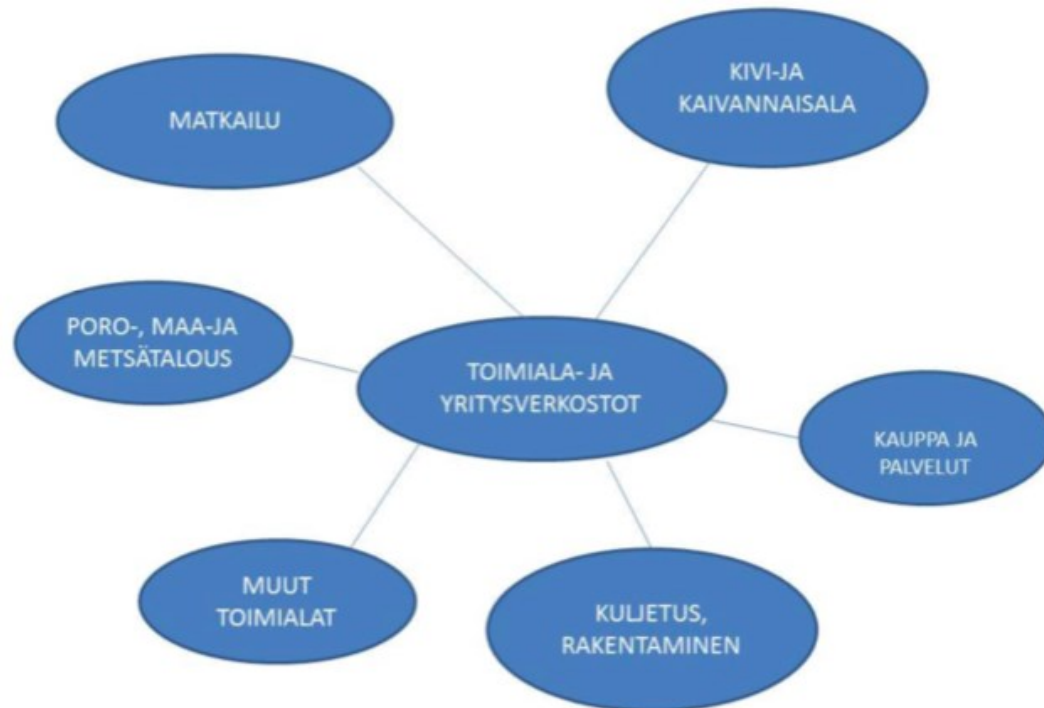 MATKAILU
KIVI-JA
KAIVANNAISALA
PORO-, MAA-JA
METSÄTALOUS
TOIMIALA- JA
YRITYSVERKOSTOT
KAUPPA JA
PALVELUT
MUUT
TOIMIALAT
KULJETUS,
RAKENTAMINEN